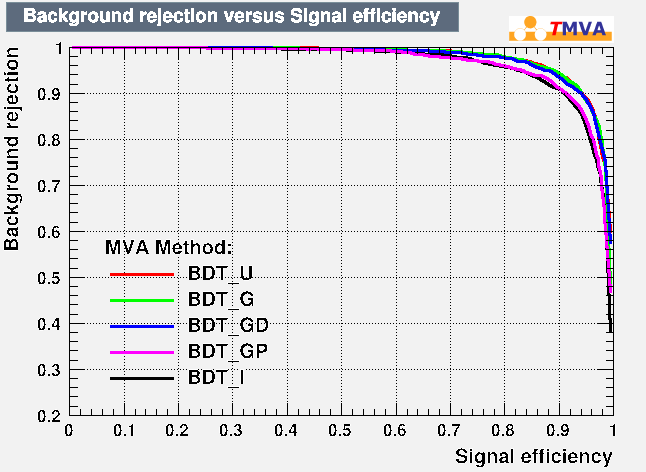 Background rejection versus Signal efficiency
TMVA
Background rejection
1
0.9
0.8
0.7
0.6
0.5
0.4
0.3
0.2
MVA Method:
BDT_U
BDT_G
BDT_GD
BDT_GP
BDT_I
0 0.1 0.2 0.3 0.4 0.5 0.6 0.7 0.8 0.9 1
Signal efficiency